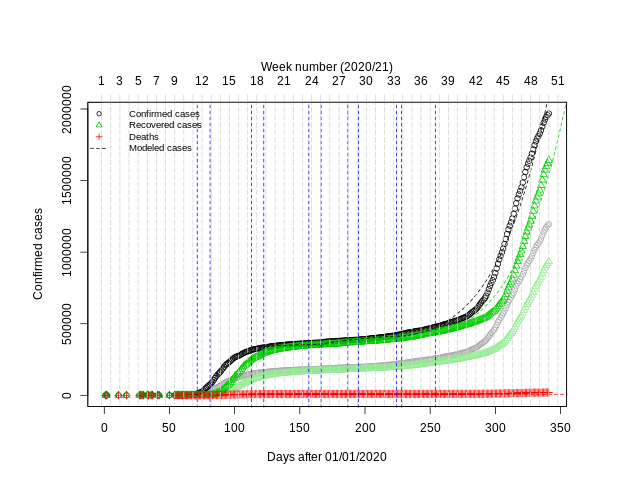 Week number (2020/21)
1 3 5 7 9 12 15 18 21 24 27 30 33 36 39 42 45 48 51
Confirmed cases
Recovered cases
Deaths
Modeled cases
2000000
1500000
1000000
500000
0
Confirmed cases
0 50 100 150 200 250 300 350
Days after 01/01/2020